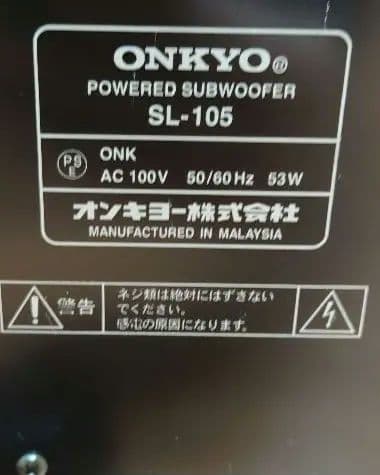 ONKYO®
POWERED SUBWOOFER
SL-105
PS
E
ONK
AC 100V 50/60Hz 53W
オンキヨー株式会社
MANUFACTURED IN MALAYSIA
警告
ネジ類は絶対にはずさない
でください。
感電の原因になります。